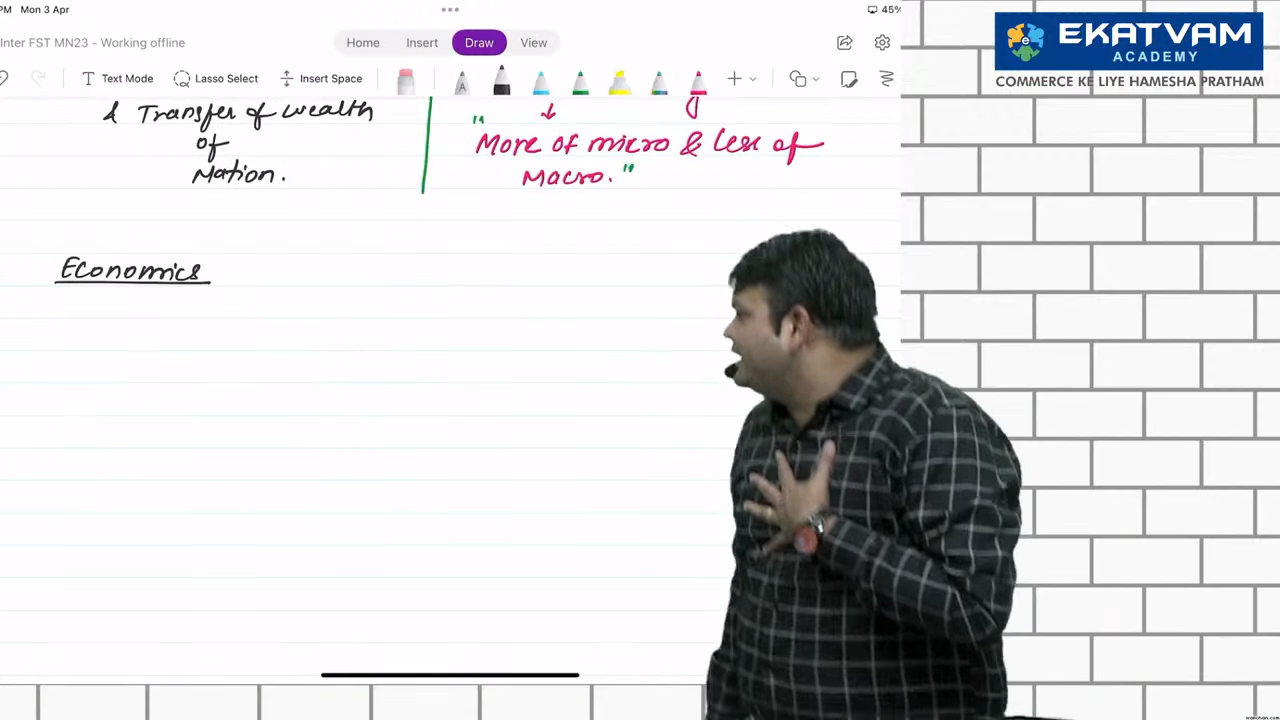 PM Mon 3 Apr
45%
Inter FST MN23 - Working offline
Home Insert Draw View
Text Mode Lasso Select Insert Space
& Transfer of wealth
of
Nation.
"More of micro & Less of
Macro."
Economics
EKATVAM
ACADEMY
COMMERCE KE LIYE HAMESHA PRATHAM